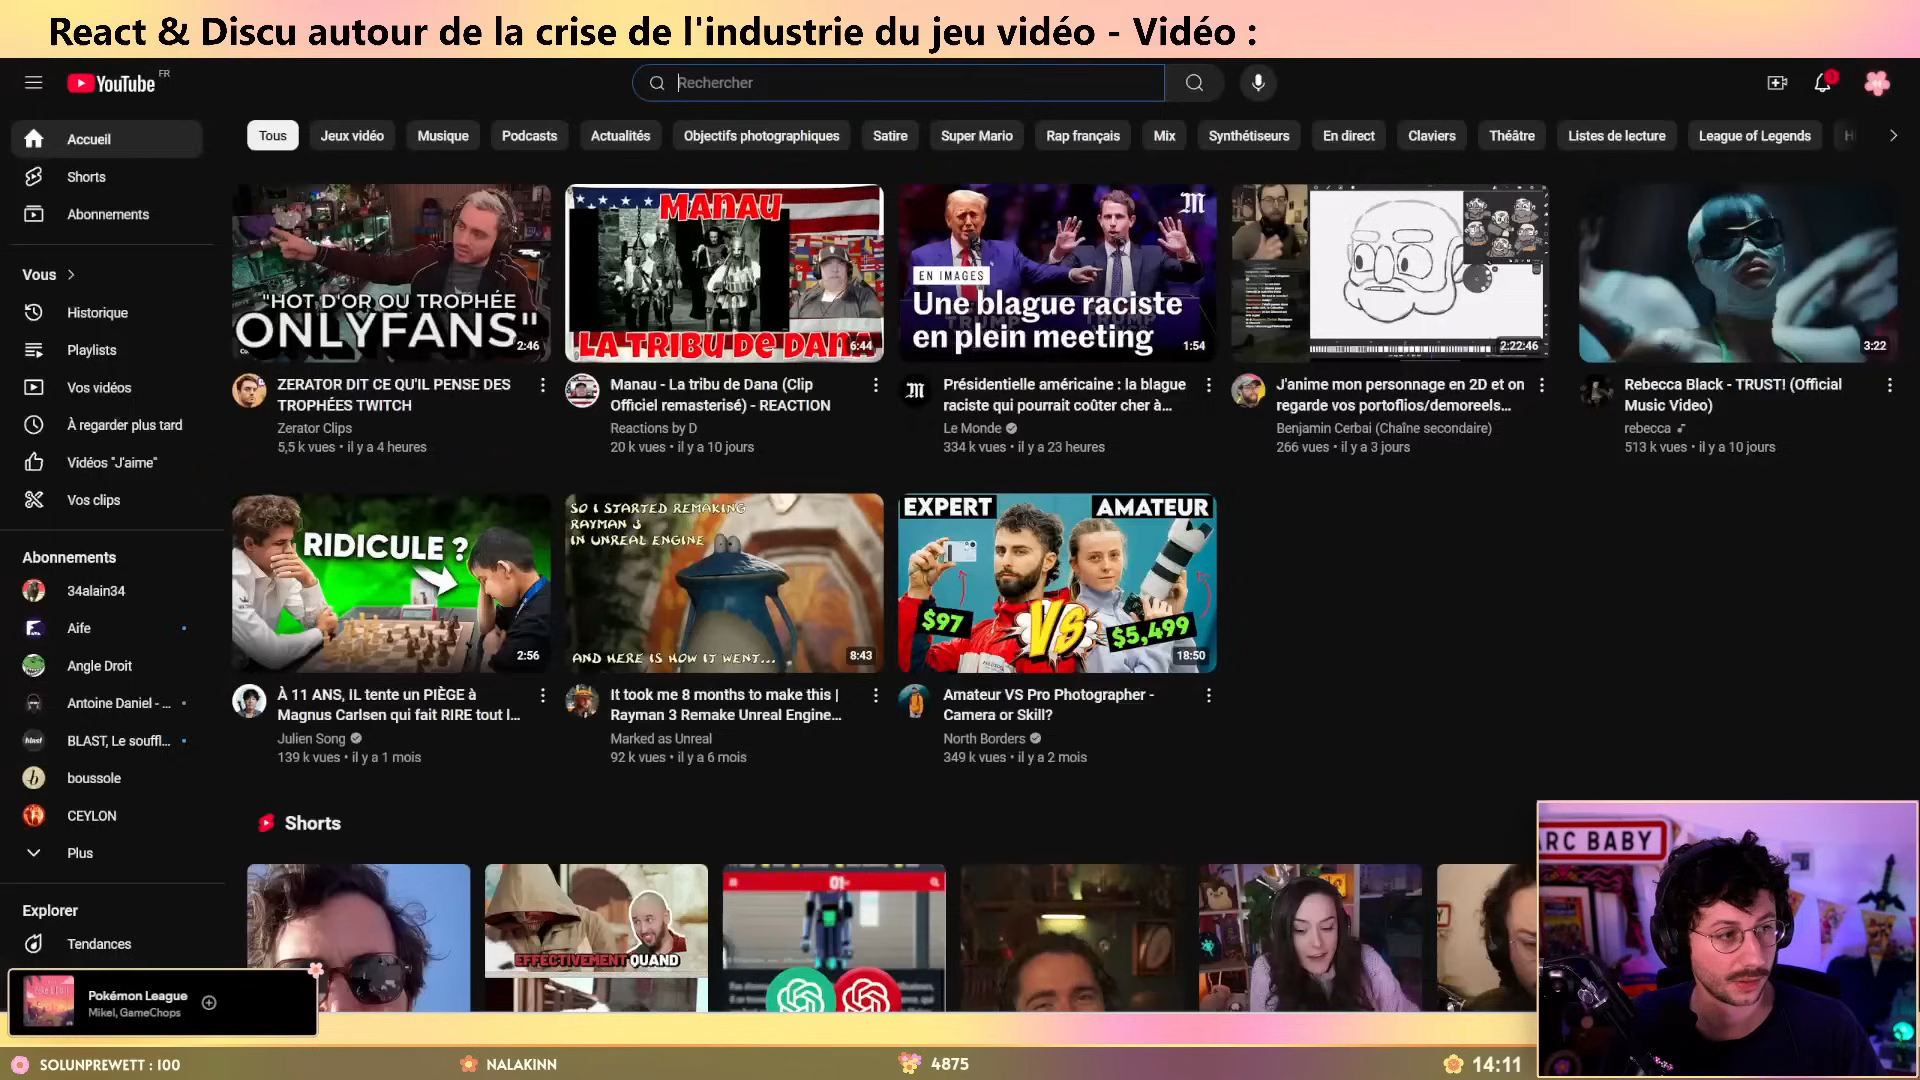 React & Discu autour de la crise de l'industrie du jeu vidéo - Vidéo :
YouTube FR
Rechercher
Accueil
Shorts
Abonnements
Vous
Historique
Playlists
Vos vidéos
À regarder plus tard
Vidéos "J'aime"
Vos clips
Abonnements
34alain34
Aife
Angle Droit
Antoine Daniel - ...
BLAST, Le souffl...
boussole
CEYLON
Plus
Explorer
Tendances
Tous
Jeux vidéo
Musique
Podcasts
Actualités
Objectifs photographiques
Satire
Super Mario
Rap français
Mix
Synthétiseurs
En direct
Claviers
Théâtre
Listes de lecture
League of Legends
"HOT D'OR OU TROPHÉE
ONLYFANS"
2:46
ZERATOR DIT CE QU'IL PENSE DES
TROPHÉES TWITCH
Zerator Clips
5,5 k vues • il y a 4 heures
MANAU
LA TRIBU De DANA
6:44
Manau - La tribu de Dana (Clip
Officiel remasterisé) - REACTION
Reactions by D
20 k vues • il y a 10 jours
EN IMAGES
Une blague raciste
en plein meeting
1:54
Présidentielle américaine : la blague
raciste qui pourrait coûter cher à...
Le Monde
334 k vues • il y a 23 heures
2:22:46
J'anime mon personnage en 2D et on
regarde vos portoflios/demoreels...
Benjamin Cerbai (Chaîne secondaire)
266 vues • il y a 3 jours
3:22
Rebecca Black - TRUST! (Official
Music Video)
rebecca
513 k vues • il y a 10 jours
RIDICULE ?
2:56
À 11 ANS, IL tente un PIÈGE à
Magnus Carlsen qui fait RIRE tout l...
Julien Song
139 k vues • il y a 1 mois
SO I STARTED REMAKING
RAYMAN 3
IN UNREAL ENGINE
AND HERE IS HOW IT WENT...
8:43
It took me 8 months to make this |
Rayman 3 Remake Unreal Engine...
Marked as Unreal
92 k vues • il y a 6 mois
EXPERT
AMATEUR
$97
VS
$5,499
18:50
Amateur VS Pro Photographer -
Camera or Skill?
North Borders
349 k vues • il y a 2 mois
Shorts
EFFECTIVEMENT QUAND
ARC BABY
Pokémon League
Mikel, GameChops
SOLUNPREWETT : 100
NALAKINN
4875
14:11